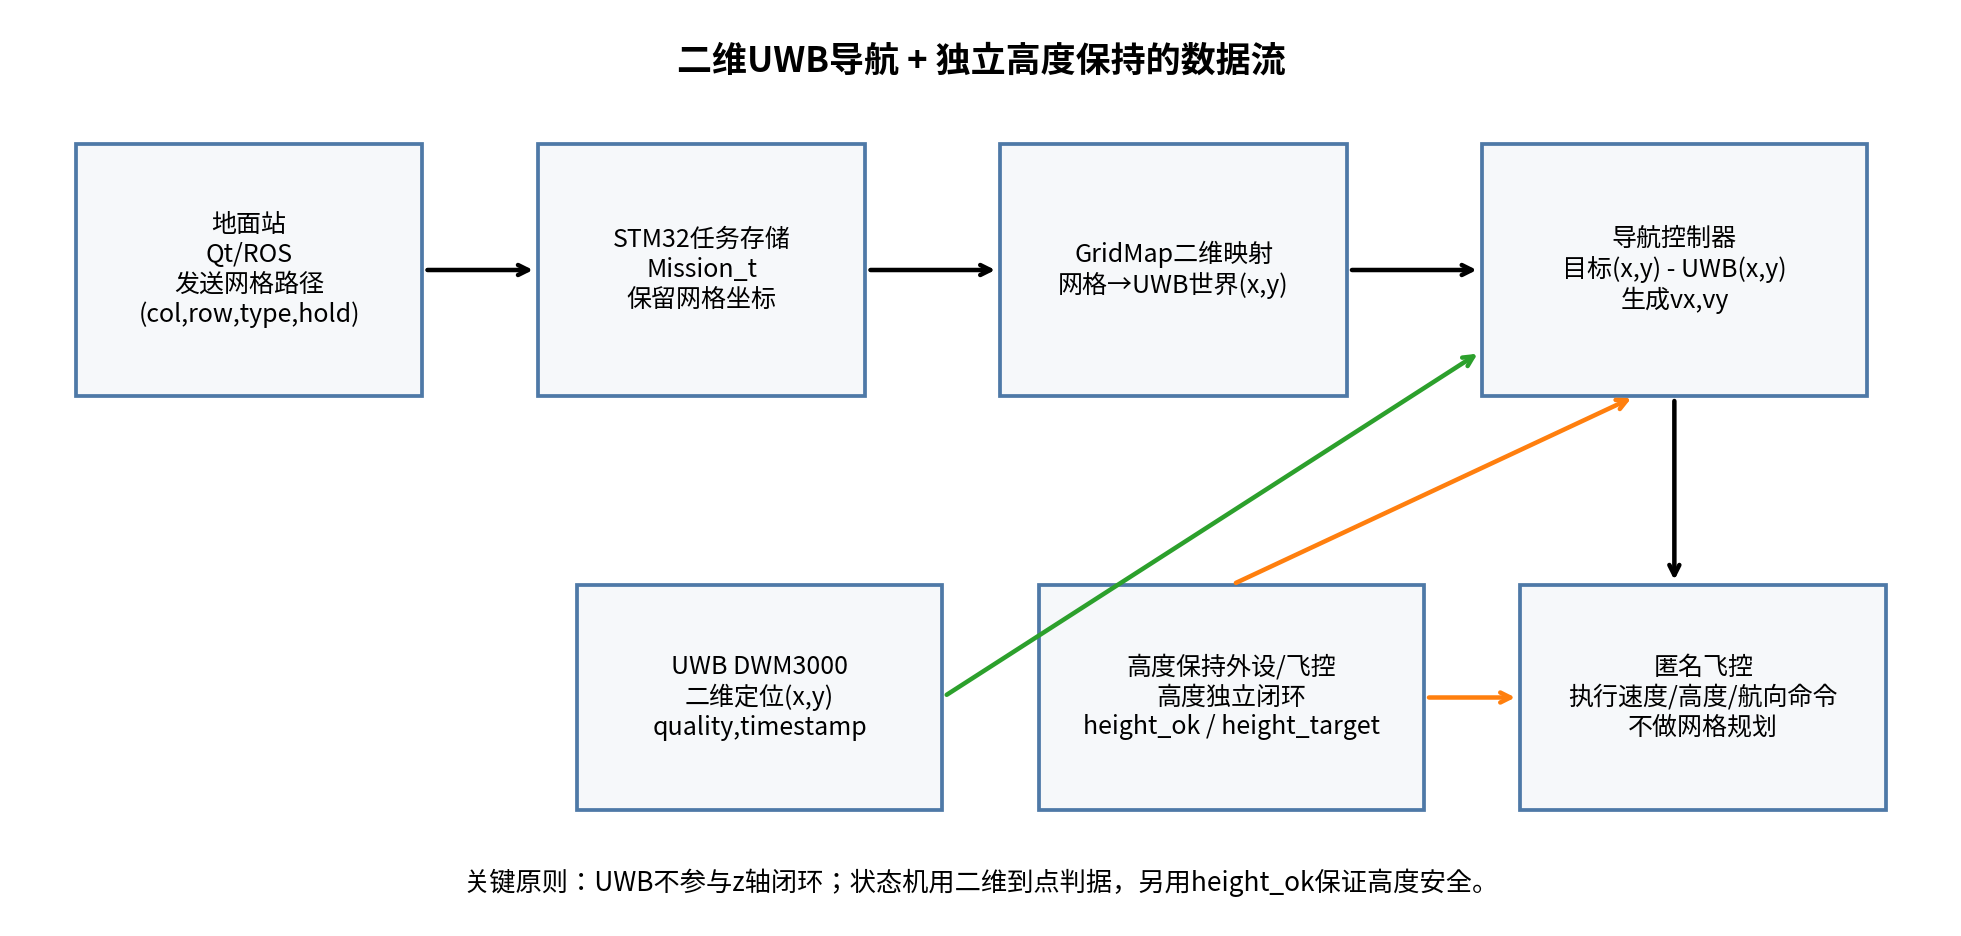 二维UWB导航 + 独立高度保持的数据流
地面站
Qt/ROS
发送网格路径
(col,row,type,hold)
STM32任务存储
Mission_t
保留网格坐标
GridMap二维映射
网格→UWB世界(x,y)
导航控制器
目标(x,y) - UWB(x,y)
生成vx,vy
UWB DWM3000
二维定位(x,y)
quality,timestamp
高度保持外设/飞控
高度独立闭环
height_ok / height_target
匿名飞控
执行速度/高度/航向命令
不做网格规划
关键原则：UWB不参与z轴闭环；状态机用二维到点判据，另用height_ok保证高度安全。